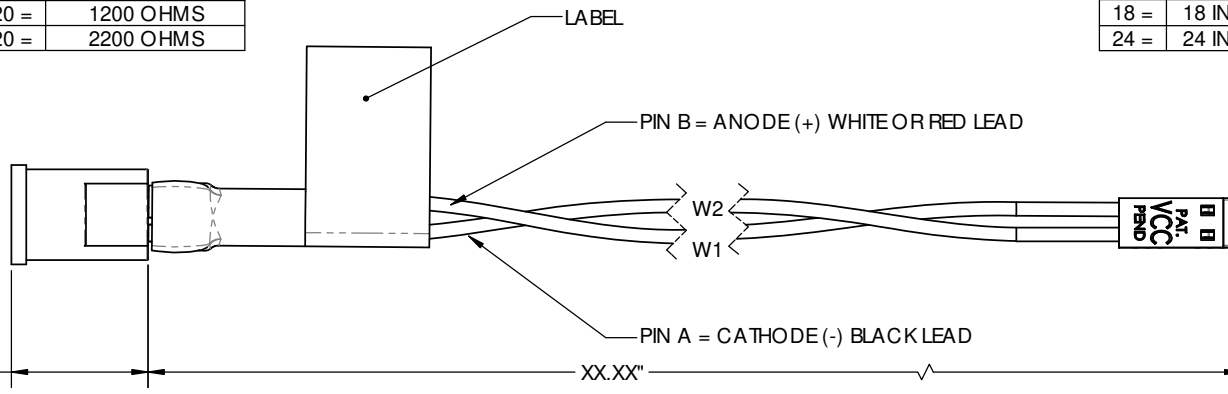 20 = 1200 OHMS
20 = 2200 OHMS
LABEL
18 = 18 IN
24 = 24 IN
PIN B = ANODE (+) WHITE OR RED LEAD
W2
W1
PAT.
VCC
PEND
PIN A = CATHODE (-) BLACK LEAD
XX.XX"